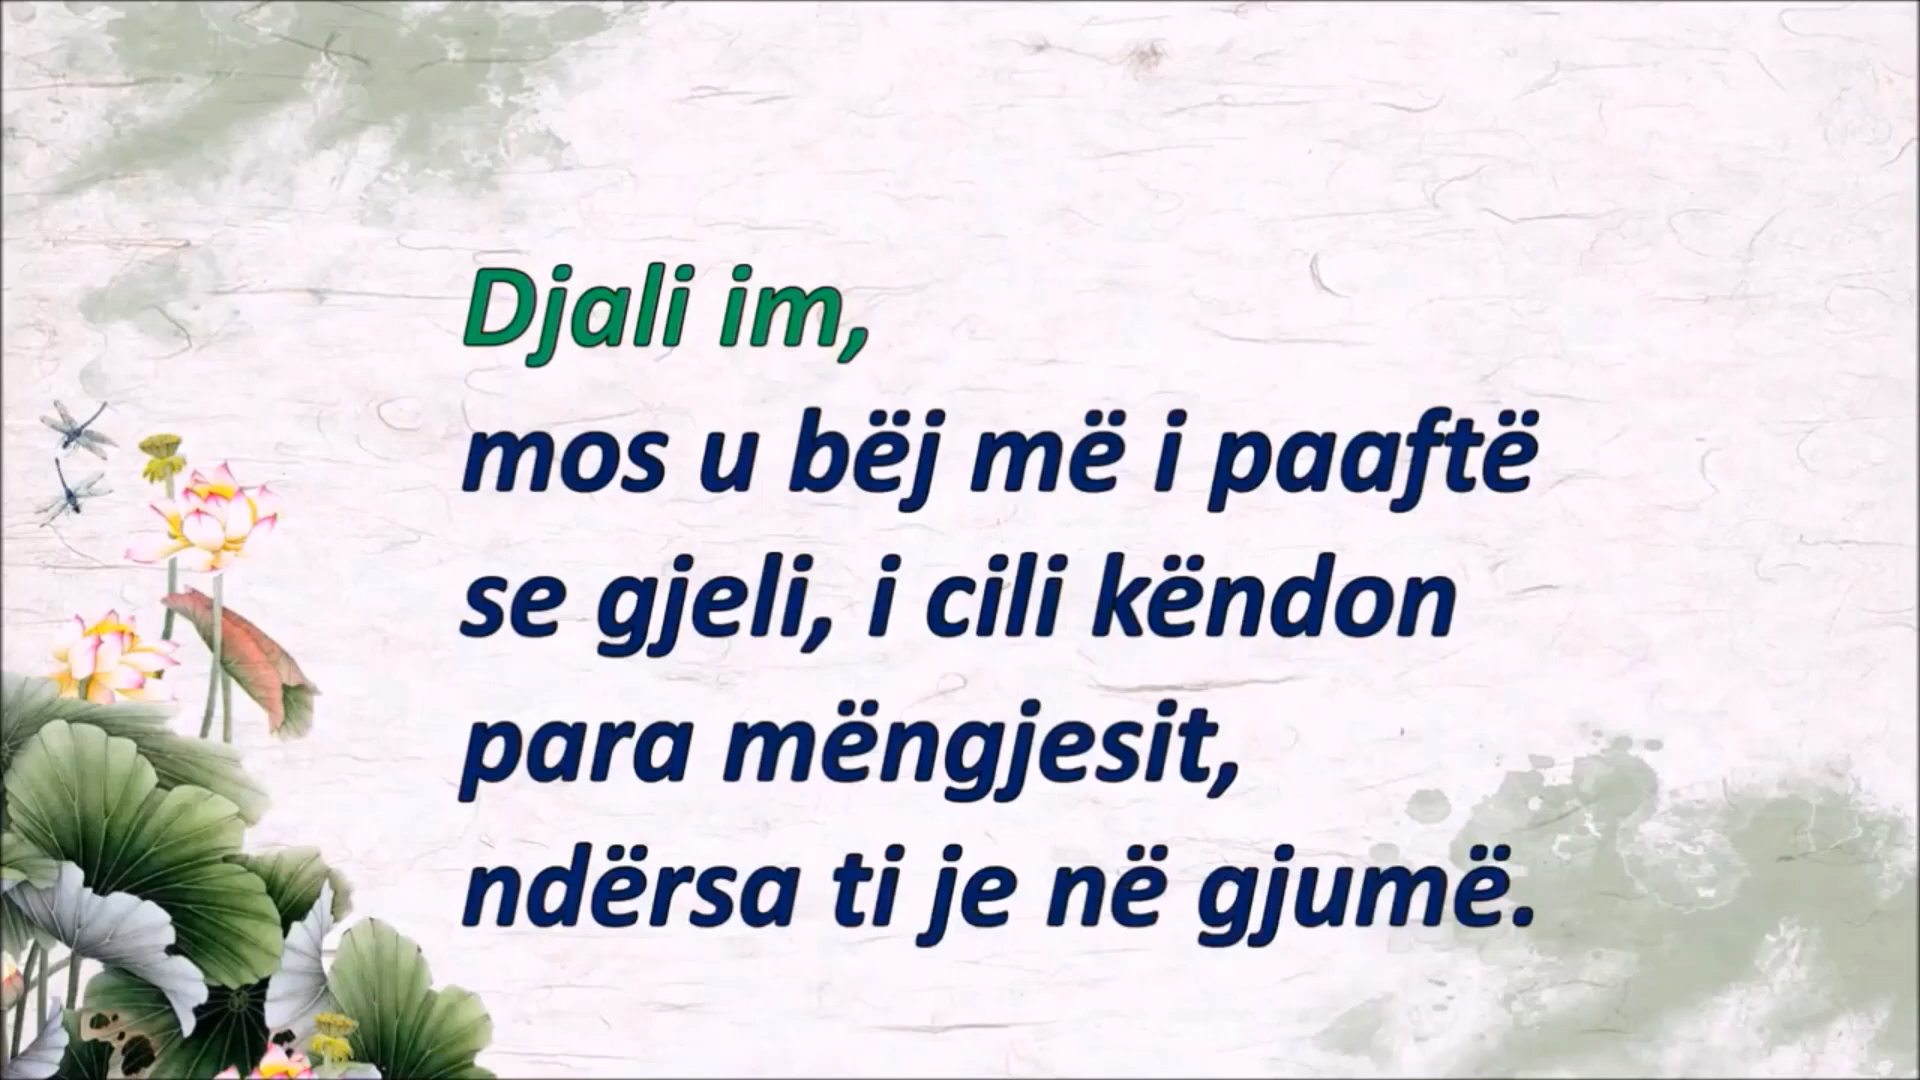 Djali im,
mos u bëj më i paaftë
se gjeli, i cili këndon
para mëngjesit,
ndërsa ti je në gjumë.